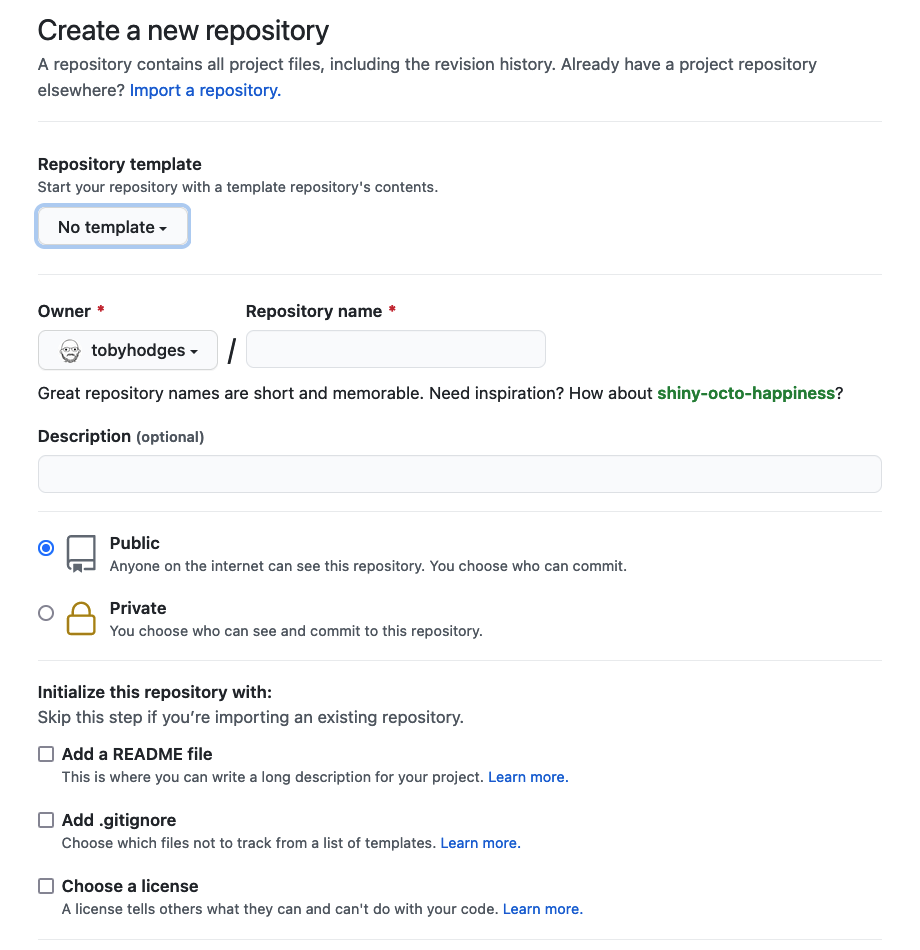 Create a new repository
A repository contains all project files, including the revision history. Already have a project repository
elsewhere? Import a repository.
Repository template
Start your repository with a template repository's contents.
No template
Owner * Repository name *
tobyhodges /
Great repository names are short and memorable. Need inspiration? How about shiny-octo-happiness?
Description (optional)
Public
Anyone on the internet can see this repository. You choose who can commit.
Private
You choose who can see and commit to this repository.
Initialize this repository with:
Skip this step if you’re importing an existing repository.
Add a README file
This is where you can write a long description for your project. Learn more.
Add .gitignore
Choose which files not to track from a list of templates. Learn more.
Choose a license
A license tells others what they can and can't do with your code. Learn more.